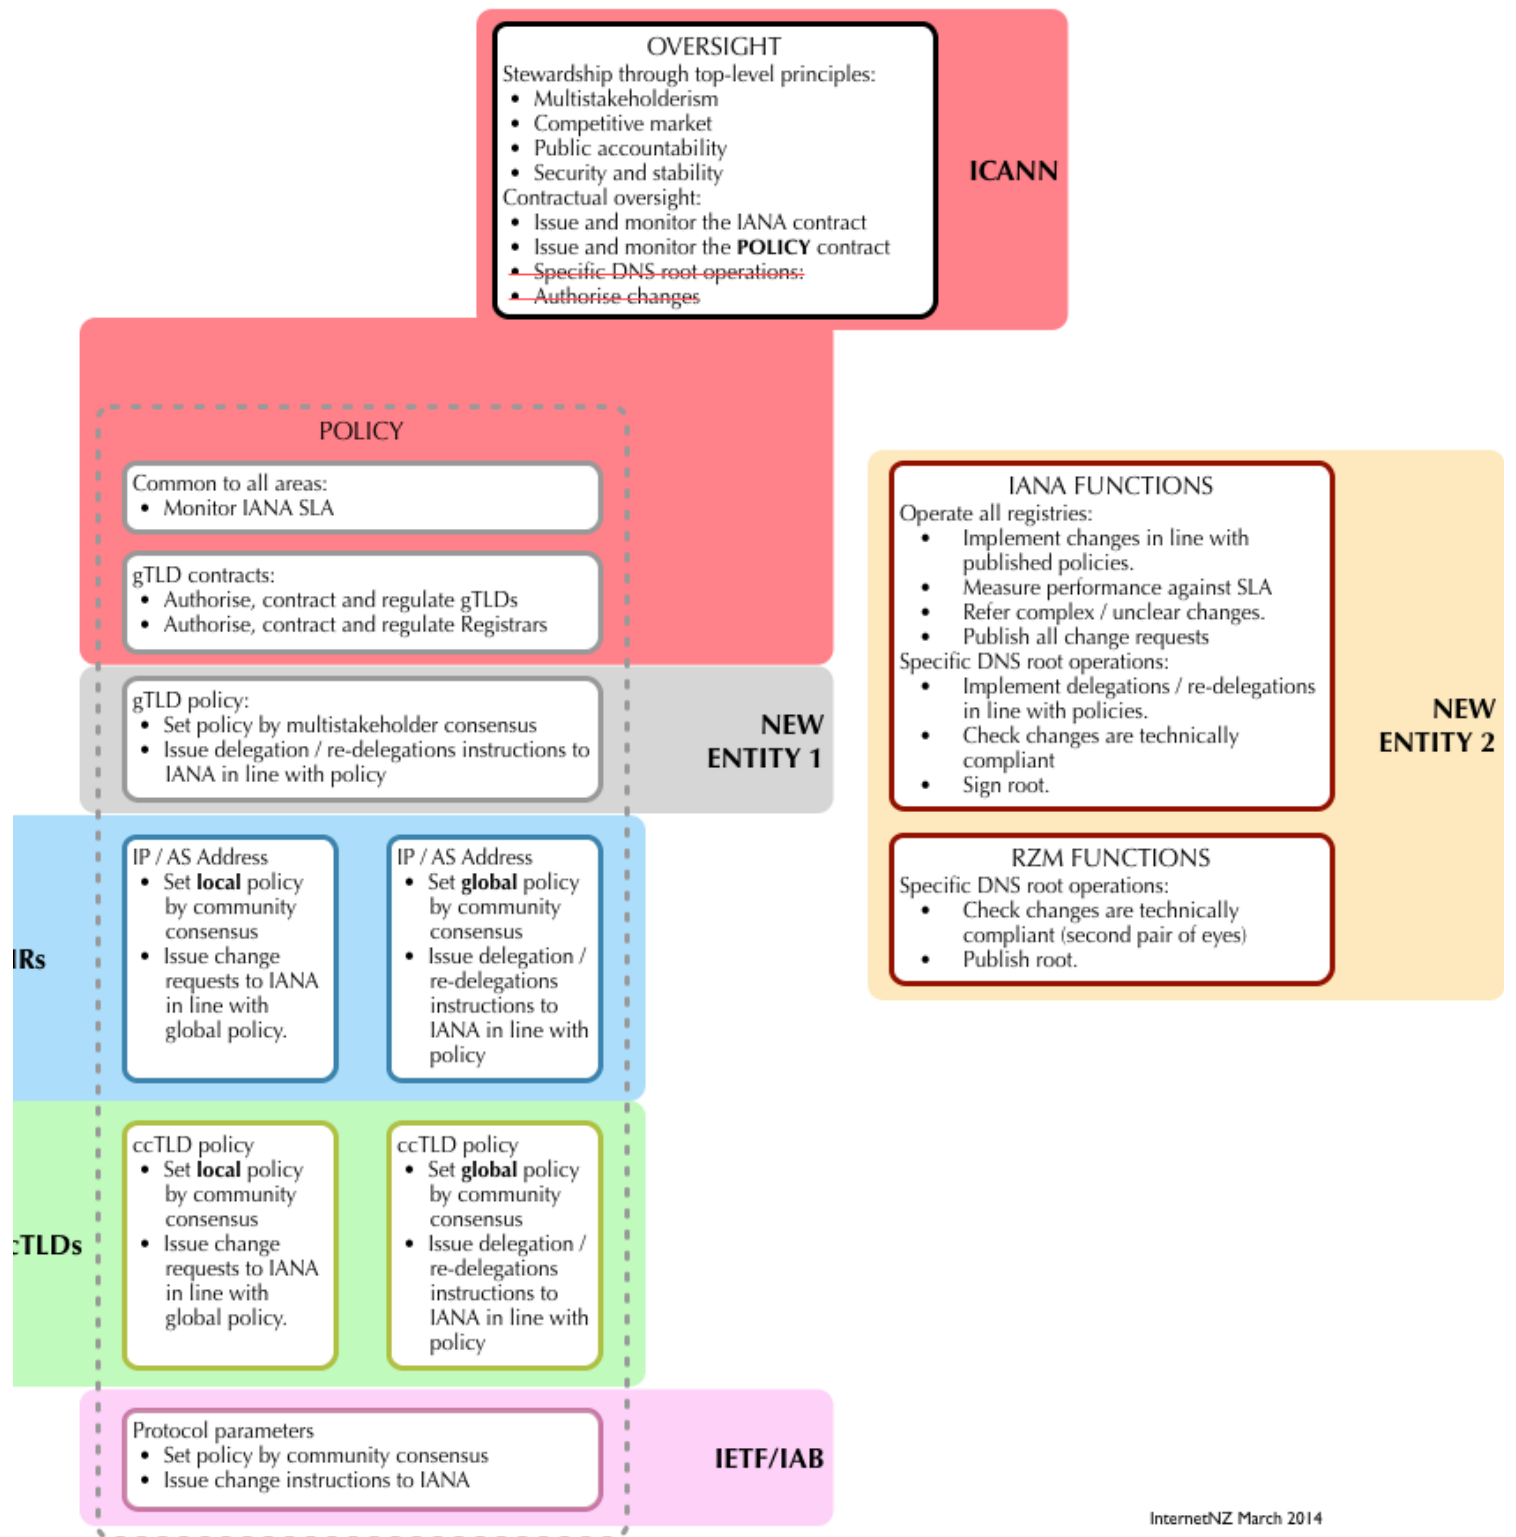 OVERSIGHT
Stewardship through top-level principles:
• Multistakeholderism
• Competitive market
• Public accountability
• Security and stability
Contractual oversight:
• Issue and monitor the IANA contract
• Issue and monitor the POLICY contract
• Specific DNS root operations:
• Authorise changes
ICANN
POLICY
Common to all areas:
• Monitor IANA SLA
gTLD contracts:
• Authorise, contract and regulate gTLDs
• Authorise, contract and regulate Registrars
gTLD policy:
• Set policy by multistakeholder consensus
• Issue delegation / re-delegations instructions to
IANA in line with policy
NEW
ENTITY 1
IANA FUNCTIONS
Operate all registries:
• Implement changes in line with
published policies.
• Measure performance against SLA
• Refer complex / unclear changes.
• Publish all change requests
Specific DNS root operations:
• Implement delegations / re-delegations
in line with policies.
• Check changes are technically
compliant
• Sign root.
NEW
ENTITY 2
RZM FUNCTIONS
Specific DNS root operations:
• Check changes are technically
compliant (second pair of eyes)
• Publish root.
IP / AS Address
• Set local policy
by community
consensus
• Issue change
requests to IANA
in line with
global policy.
IP / AS Address
• Set global policy
by community
consensus
• Issue delegation /
re-delegations
instructions to
IANA in line with
policy
ccTLD policy
• Set local policy
by community
consensus
• Issue change
requests to IANA
in line with
global policy.
ccTLD policy
• Set global policy
by community
consensus
• Issue delegation /
re-delegations
instructions to
IANA in line with
policy
Protocol parameters
• Set policy by community consensus
• Issue change instructions to IANA
IETF/IAB
InternetNZ March 2014